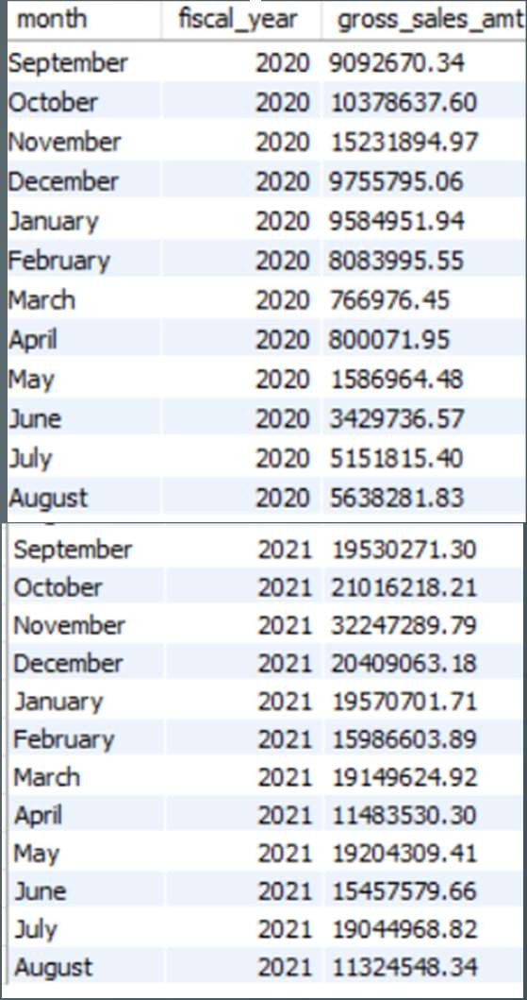 month fiscal_year gross_sales_amt
September 2020 9092670.34
October 2020 10378637.60
November 2020 15231894.97
December 2020 9755795.06
January 2020 9584951.94
February 2020 8083995.55
March 2020 766976.45
April 2020 800071.95
May 2020 1586964.48
June 2020 3429736.57
July 2020 5151815.40
August 2020 5638281.83
September 2021 19530271.30
October 2021 21016218.21
November 2021 32247289.79
December 2021 20409063.18
January 2021 19570701.71
February 2021 15986603.89
March 2021 19149624.92
April 2021 11483530.30
May 2021 19204309.41
June 2021 15457579.66
July 2021 19044968.82
August 2021 11324548.34